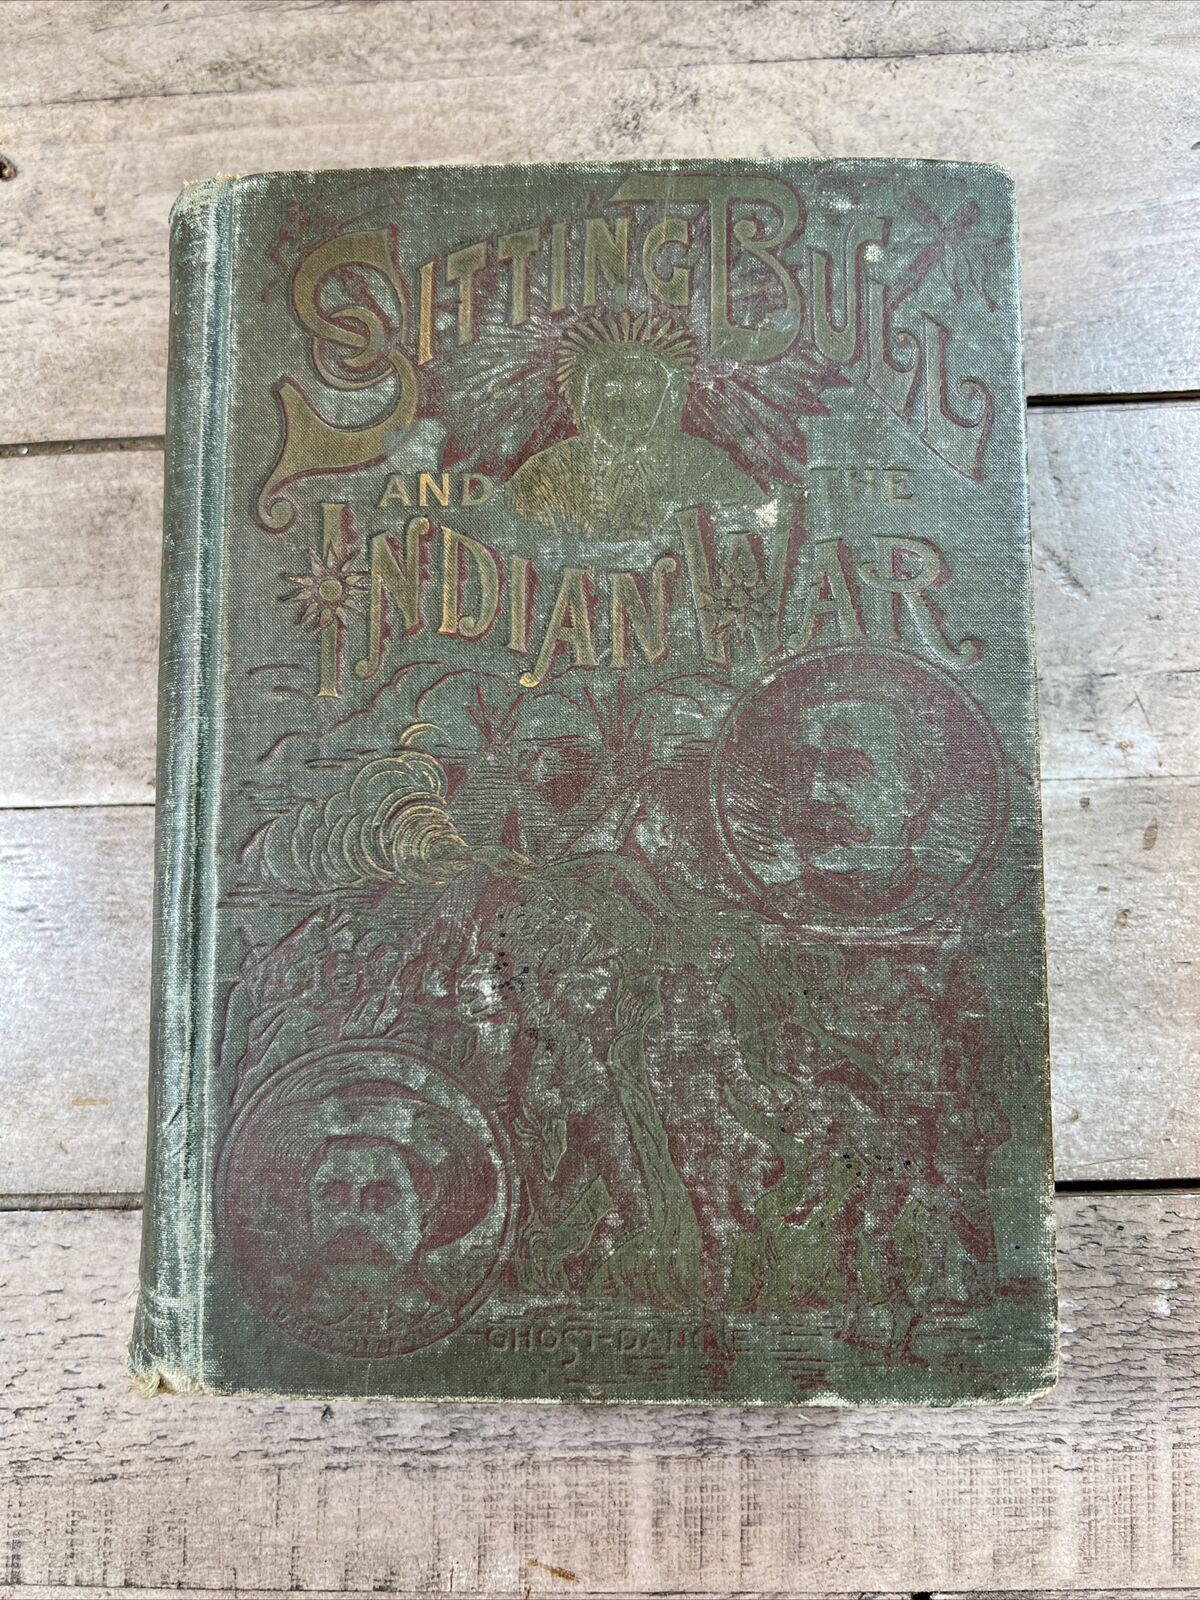 SITTING BULL
AND THE
INDIAN WAR
GHOST-DANCE